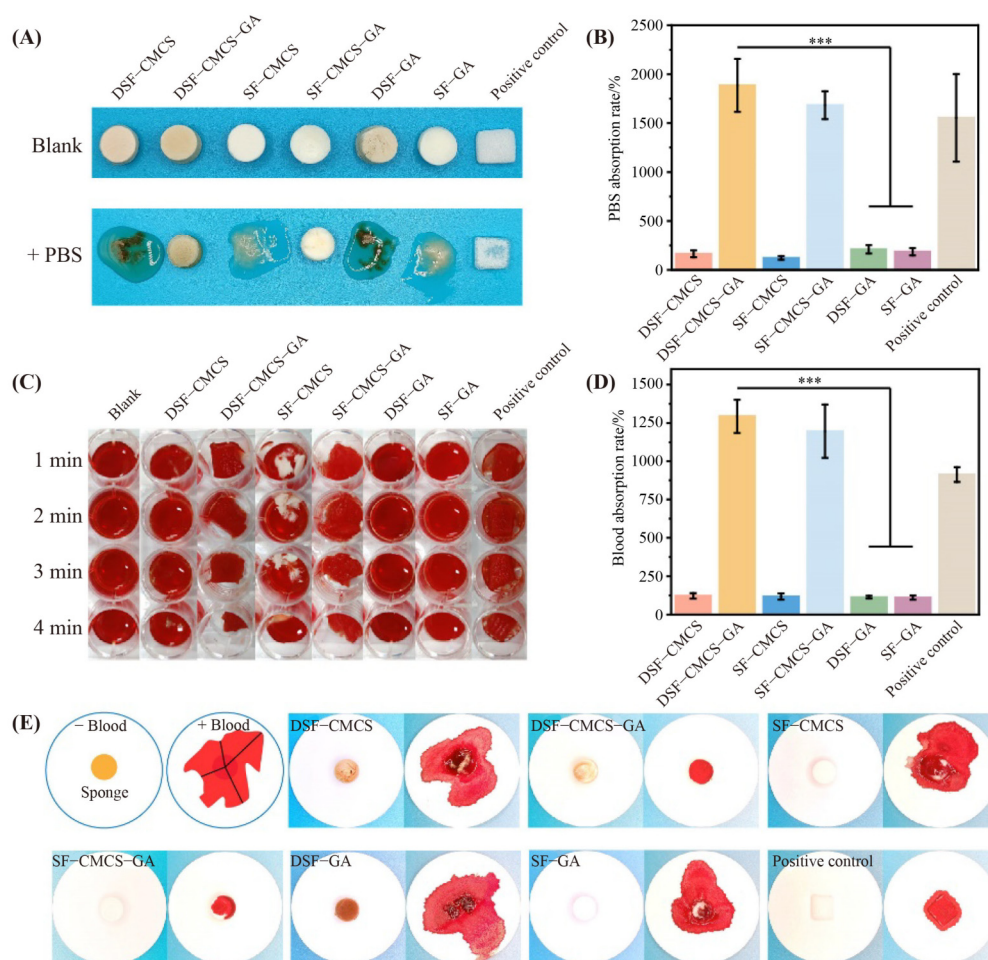 (A)
DSF−CMCS
DSF−CMCS−GA
SF−CMCS
SF−CMCS−GA
DSF−GA
SF−GA
Positive control
Blank
+ PBS
(B)
***
PBS absorption rate/%
2000
1500
1000
500
250
0
DSF−CMCS
DSF−CMCS−GA
SF−CMCS
SF−CMCS−GA
DSF−GA
SF−GA
Positive control
(C)
Blank
DSF−CMCS
DSF−CMCS−GA
SF−CMCS
SF−CMCS−GA
DSF−GA
SF−GA
Positive control
1 min
2 min
3 min
4 min
(D)
***
Blood absorption rate/%
1500
1250
1000
750
500
250
0
DSF−CMCS
DSF−CMCS−GA
SF−CMCS
SF−CMCS−GA
DSF−GA
SF−GA
Positive control
(E)
− Blood
Sponge
+ Blood
DSF−CMCS
DSF−CMCS−GA
SF−CMCS
SF−CMCS−GA
DSF−GA
SF−GA
Positive control